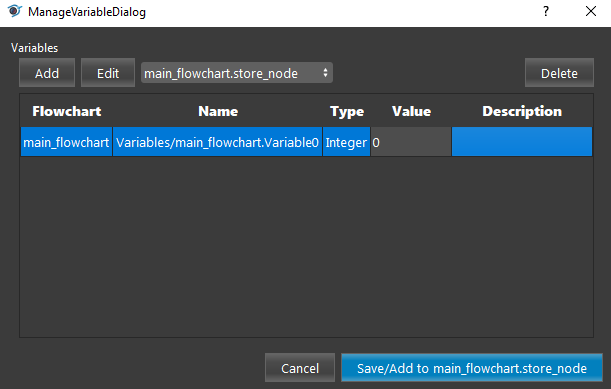 ManageVariableDialog
?
Variables
Add Edit main_flowchart.store_node Delete
Flowchart Name Type Value Description
main_flowchart Variables/main_flowchart.Variable0 Integer 0
Cancel Save/Add to main_flowchart.store_node